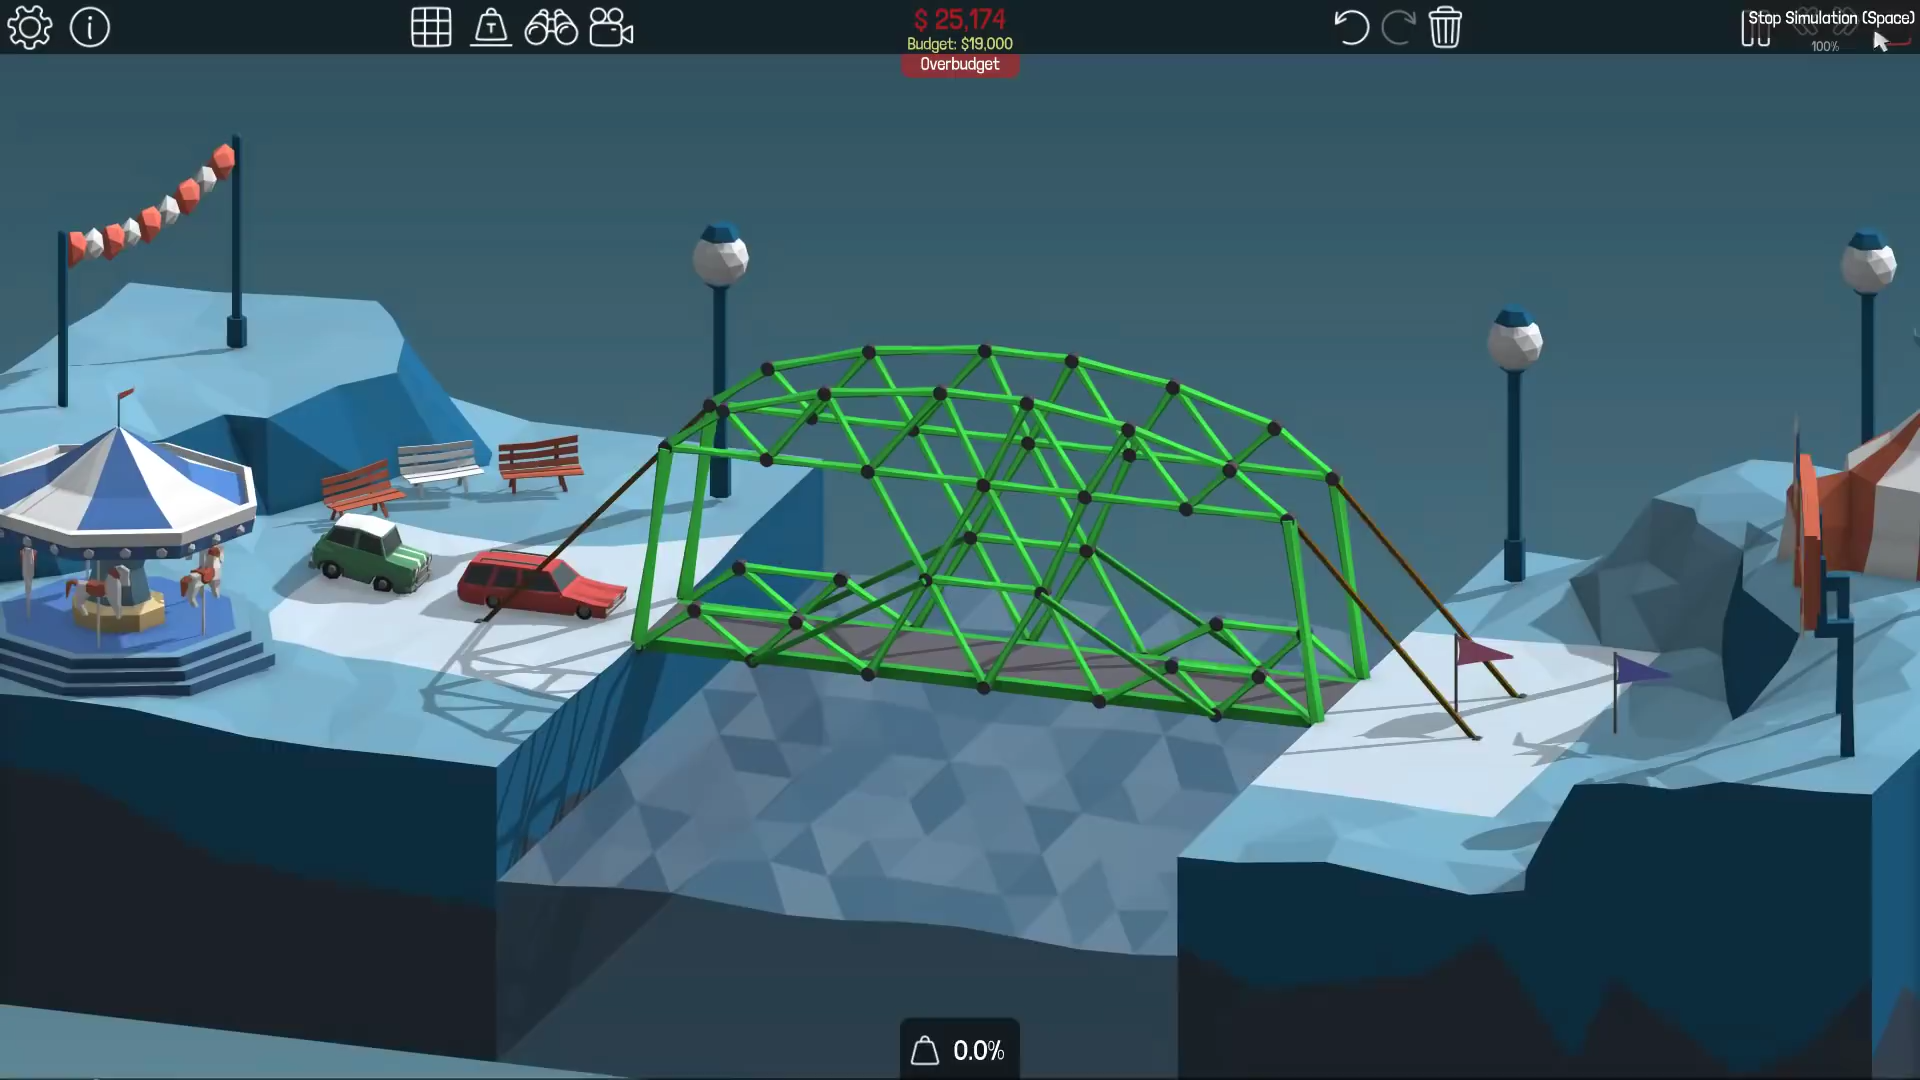 $ 25,174
Budget: $19,000
Overbudget
Stop Simulation (Space)
100%
T
0.0%